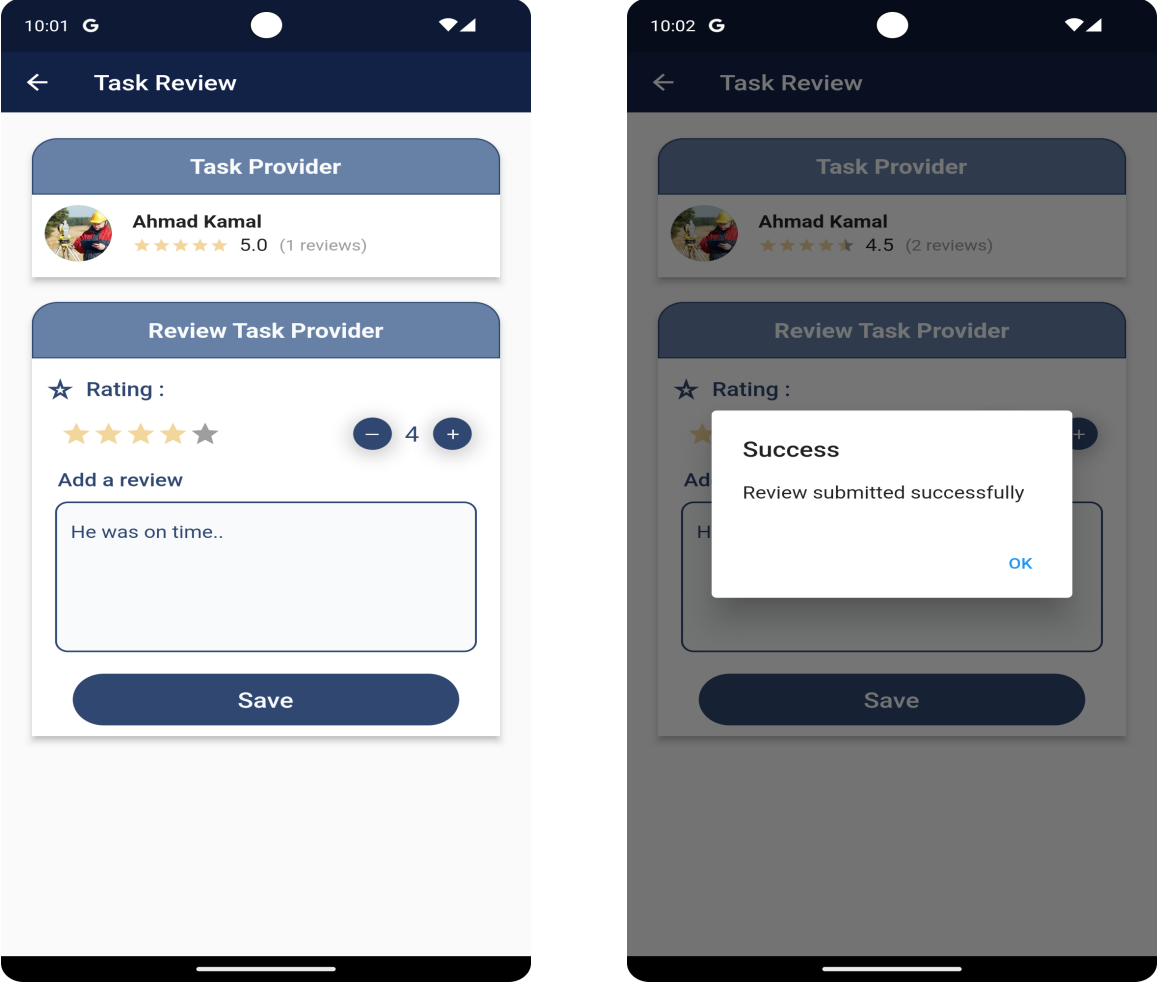 10:01 G
Task Review
Task Provider
Ahmad Kamal
5.0 (1 reviews)
Review Task Provider
Rating :
4
Add a review
He was on time..
Save
10:02 G
Task Review
Task Provider
Ahmad Kamal
4.5 (2 reviews)
Review Task Provider
Rating :
Success
Review submitted successfully
OK
Ad
H
Save